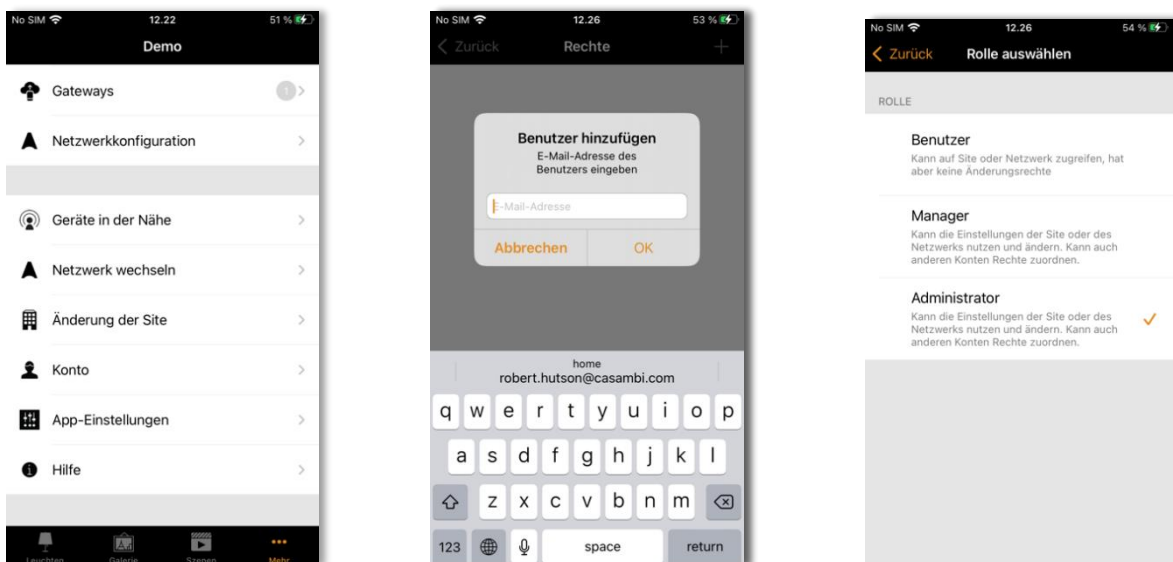 No SIM 12.22 51 %
Demo
Gateways 1
Netzwerkkonfiguration
Geräte in der Nähe
Netzwerk wechseln
Änderung der Site
Konto
App-Einstellungen
Hilfe
Leuchten Galerie Szenen Mehr
No SIM 12.26 53 %
Zurück Rechte +
Benutzer hinzufügen
E-Mail-Adresse des
Benutzers eingeben
E-Mail-Adresse
Abbrechen OK
home
robert.hutson@casambi.com
q w e r t y u i o p
a s d f g h j k l
z x c v b n m
123 space return
No SIM 12.26 54 %
Zurück Rolle auswählen
ROLLE
Benutzer
Kann auf Site oder Netzwerk zugreifen, hat
aber keine Änderungsrechte
Manager
Kann die Einstellungen der Site oder des
Netzwerks nutzen und ändern. Kann auch
anderen Konten Rechte zuordnen.
Administrator
Kann die Einstellungen der Site oder des
Netzwerks nutzen und ändern. Kann auch
anderen Konten Rechte zuordnen.